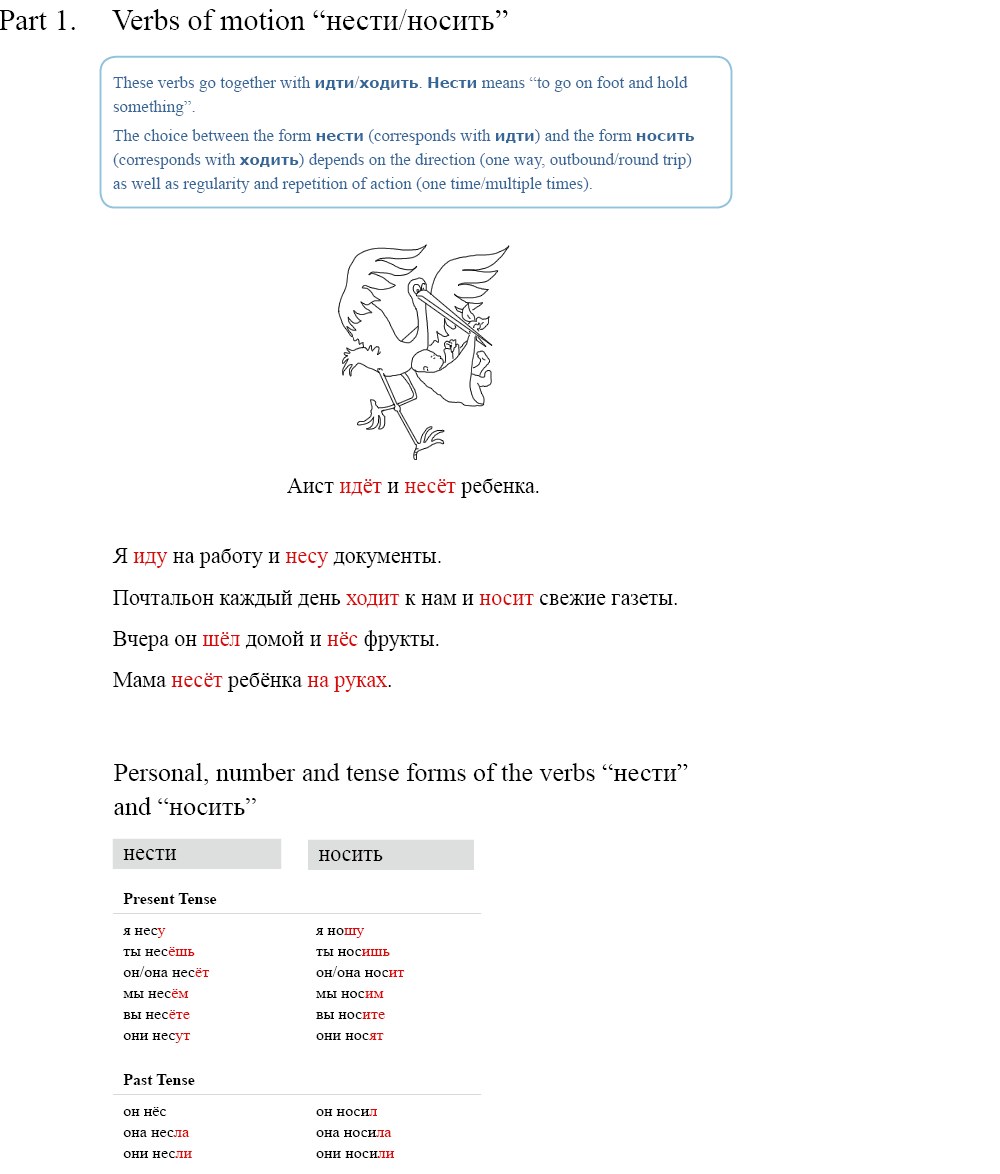 Part 1. Verbs of motion “нести/носить”
These verbs go together with идти/ходить. Нести means “to go on foot and hold
something”.
The choice between the form нести (corresponds with идти) and the form носить
(corresponds with ходить) depends on the direction (one way, outbound/round trip)
as well as regularity and repetition of action (one time/multiple times).
Аист идёт и несёт ребенка.
Я иду на работу и несу документы.
Почтальон каждый день ходит к нам и носит свежие газеты.
Вчера он шёл домой и нёс фрукты.
Мама несёт ребёнка на руках.
Personal, number and tense forms of the verbs “нести”
and “носить”
нести носить
Present Tense
я несу я ношу
ты несёшь ты носишь
он/она несёт он/она носит
мы несём мы носим
вы несёте вы носите
они несут они носят
Past Tense
он нёс он носил
она несла она носила
они несли они носили